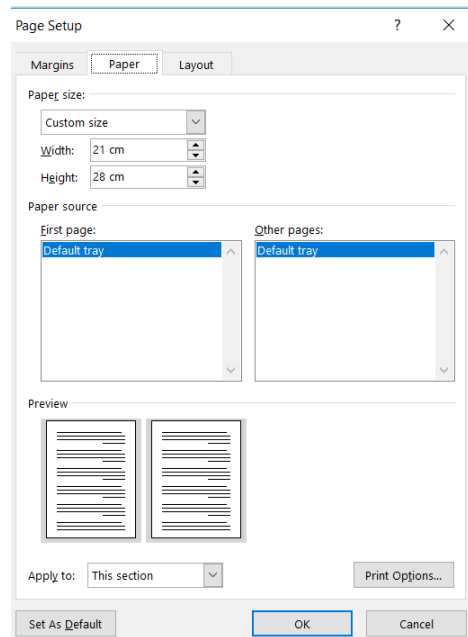 Page Setup ? ×
Margins Paper Layout
Paper size:
Custom size
Width: 21 cm
Height: 28 cm
Paper source
First page: Other pages:
Default tray Default tray
Preview
Apply to: This section Print Options...
Set As Default OK Cancel